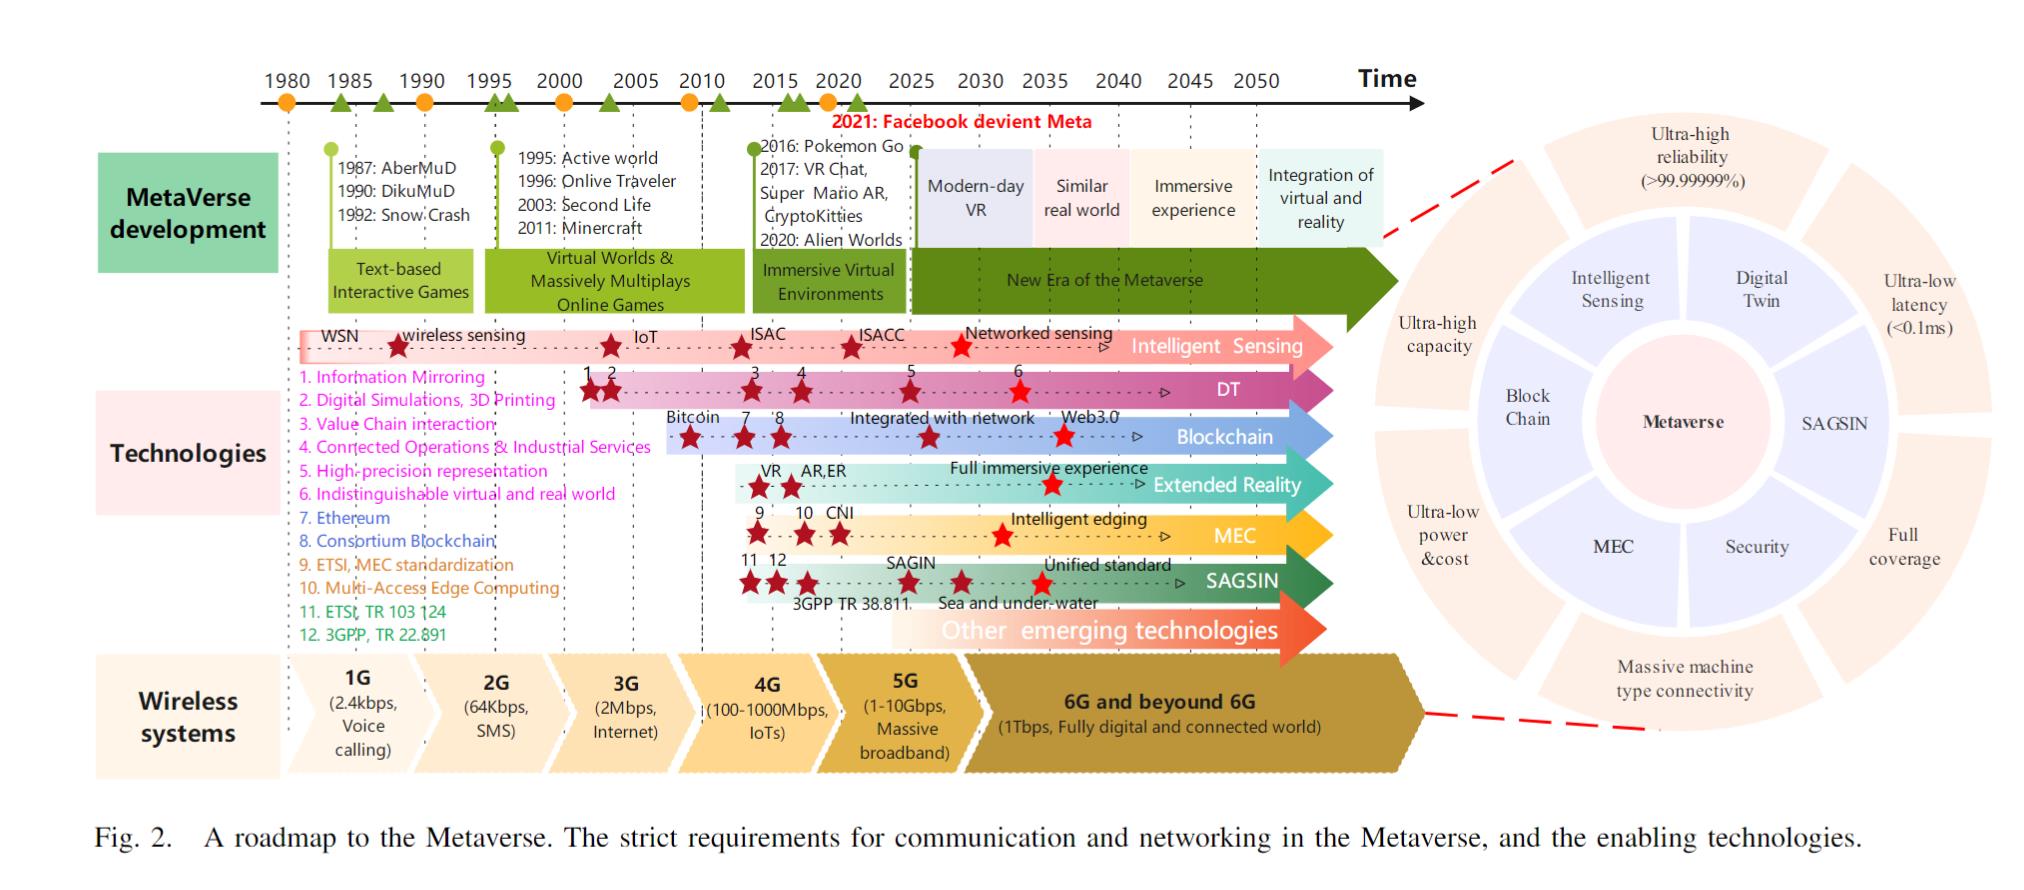 1980 1985 1990 1995 2000 2005 2010 2015 2020 2025 2030 2035 2040 2045 2050 Time
2021: Facebook devient Meta
MetaVerse
development
1987: AberMuD
1990: DikuMuD
1992: Snow Crash
1995: Active world
1996: Onlive Traveler
2003: Second Life
2011: Minercraft
2016: Pokemon Go
2017: VR Chat,
Super Mario AR,
CryptoKitties
2020: Alien Worlds
Modern-day
VR
Similar
real world
Immersive
experience
Integration of
virtual and
reality
Text-based
Interactive Games
Virtual Worlds &
Massively Multiplays
Online Games
Immersive Virtual
Environments
New Era of the Metaverse
Technologies
WSN wireless sensing IoT ISAC ISACC Networked sensing
Intelligent Sensing
1 2 3 4 5 6
DT
Bitcoin 7 8 Integrated with network Web3.0
Blockchain
VR AR,ER Full immersive experience
Extended Reality
9 10 CNI Intelligent edging
MEC
11 12 SAGIN Unified standard
SAGSIN
3GPP TR 38.811 Sea and under-water
Other emerging technologies
1. Information Mirroring
2. Digital Simulations, 3D Printing
3. Value Chain interaction
4. Connected Operations & Industrial Services
5. High-precision representation
6. Indistinguishable virtual and real world
7. Ethereum
8. Consortium Blockchain
9. ETSI, MEC standardization
10. Multi-Access Edge Computing
11. ETSI, TR 103 124
12. 3GPP, TR 22.891
Wireless
systems
1G
(2.4kbps,
Voice
calling)
2G
(64Kbps,
SMS)
3G
(2Mbps,
Internet)
4G
(100-1000Mbps,
IoTs)
5G
(1-10Gbps,
Massive
broadband)
6G and beyound 6G
(1Tbps, Fully digital and connected world)
Ultra-high
reliability
(>99.99999%)
Ultra-low
latency
(<0.1ms)
Full
coverage
Massive machine
type connectivity
Ultra-low
power
&cost
Ultra-high
capacity
Intelligent
Sensing
Digital
Twin
SAGSIN
Security
MEC
Block
Chain
Metaverse
Fig. 2. A roadmap to the Metaverse. The strict requirements for communication and networking in the Metaverse, and the enabling technologies.